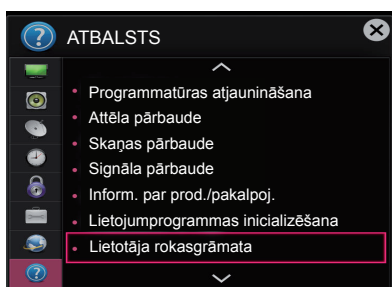 ATBALSTS
Programmatūras atjaunināšana
Attēla pārbaude
Skaņas pārbaude
Signāla pārbaude
Inform. par prod./pakalpoj.
Lietojumprogrammas inicializēšana
Lietotāja rokasgrāmata